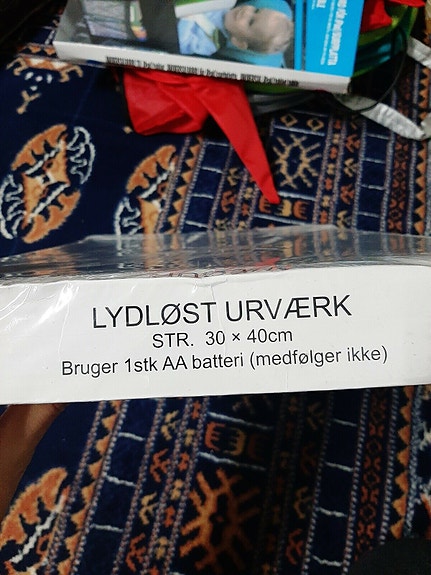 LYDLØST URVÆRK
STR. 30 × 40cm
Bruger 1stk AA batteri (medfølger ikke)